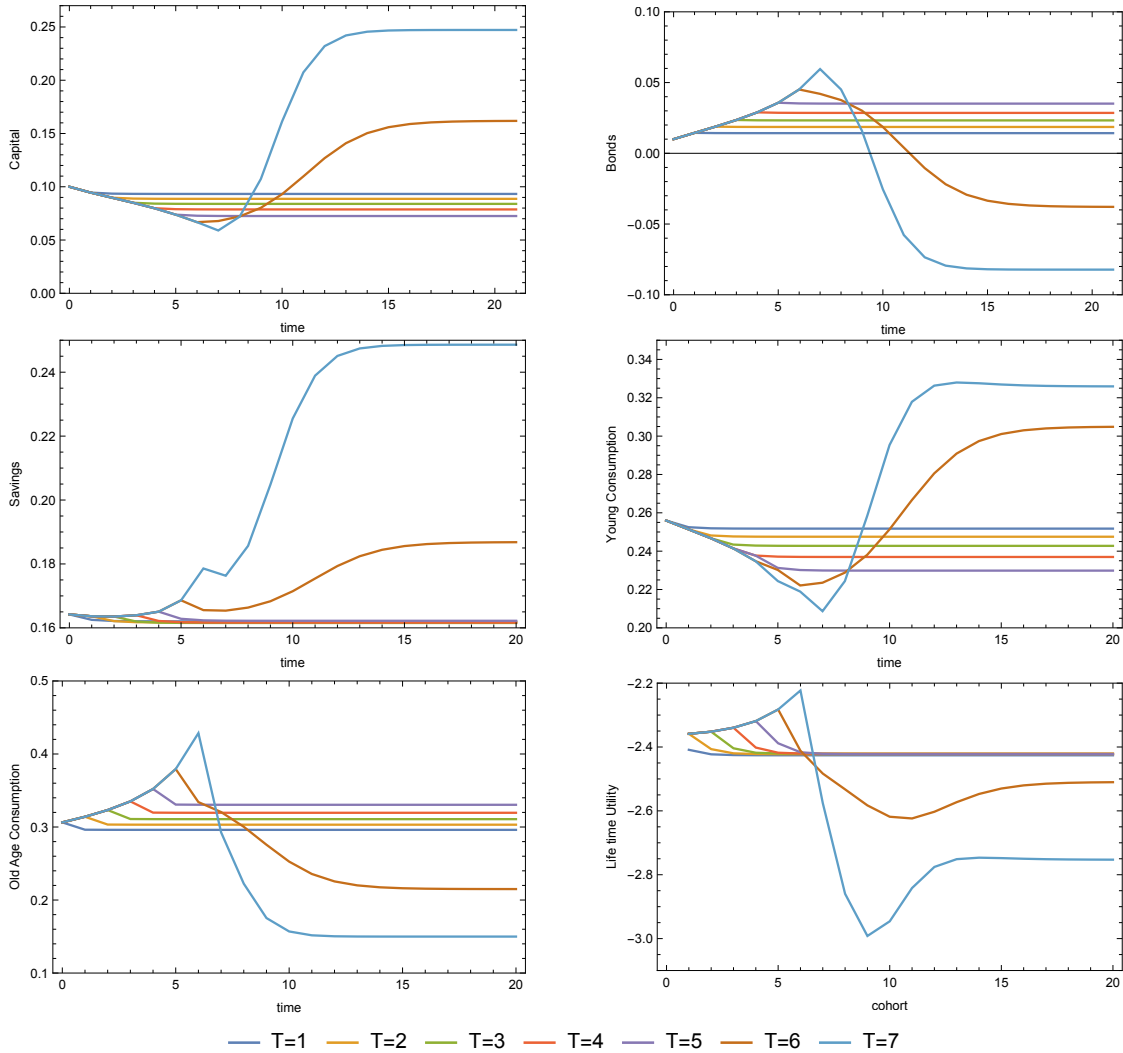 0.25
0.20
0.15
0.10
0.05
0.00
Capital
0 5 10 15 20
time
0.10
0.05
0.00
−0.05
−0.10
Bonds
0 5 10 15 20
time
0.24
0.22
0.20
0.18
0.16
Savings
0 5 10 15 20
time
0.34
0.32
0.30
0.28
0.26
0.24
0.22
0.20
Young Consumption
0 5 10 15 20
time
0.5
0.4
0.3
0.2
0.1
Old Age Consumption
0 5 10 15 20
time
−2.2
−2.4
−2.6
−2.8
−3.0
Life time Utility
0 5 10 15 20
cohort
T=1 T=2 T=3 T=4 T=5 T=6 T=7